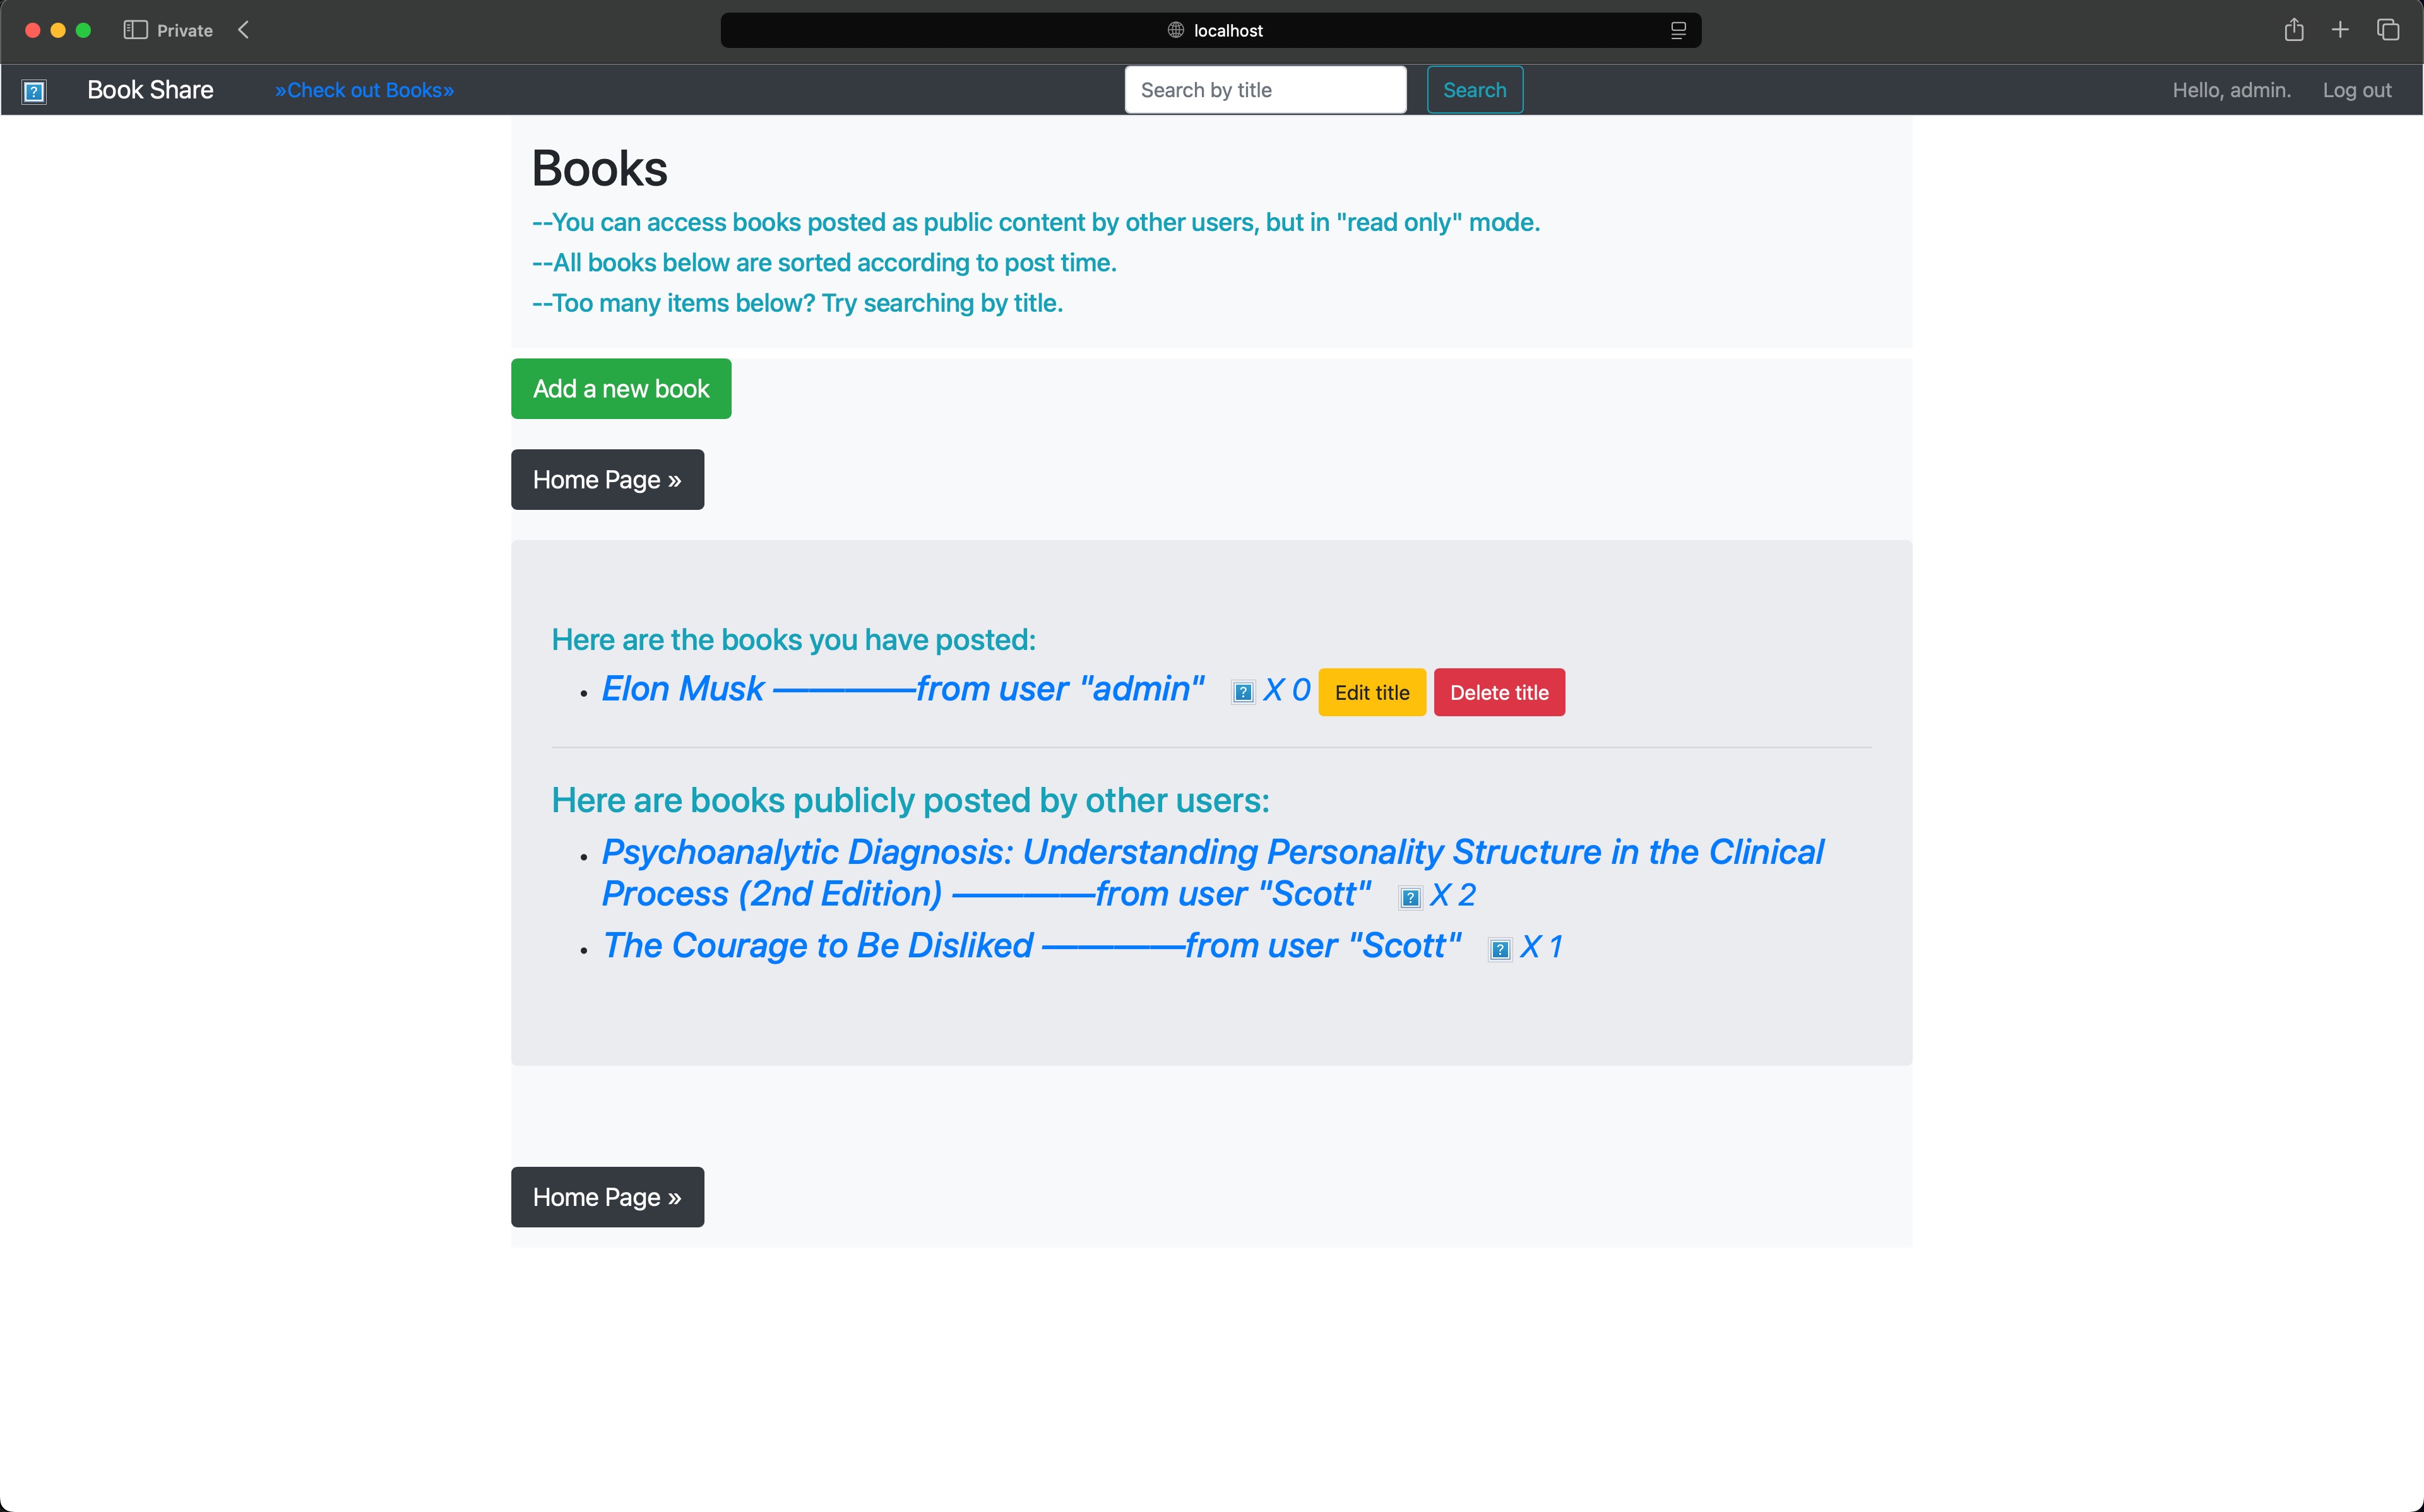 Private
localhost
Book Share
»Check out Books»
Search by title
Search
Hello, admin.
Log out
Books
--You can access books posted as public content by other users, but in "read only" mode.
--All books below are sorted according to post time.
--Too many items below? Try searching by title.
Add a new book
Home Page »
Here are the books you have posted:
Elon Musk ————from user "admin" X 0 Edit title Delete title
Here are books publicly posted by other users:
Psychoanalytic Diagnosis: Understanding Personality Structure in the Clinical
Process (2nd Edition) ————from user "Scott" X 2
The Courage to Be Disliked ————from user "Scott" X 1
Home Page »